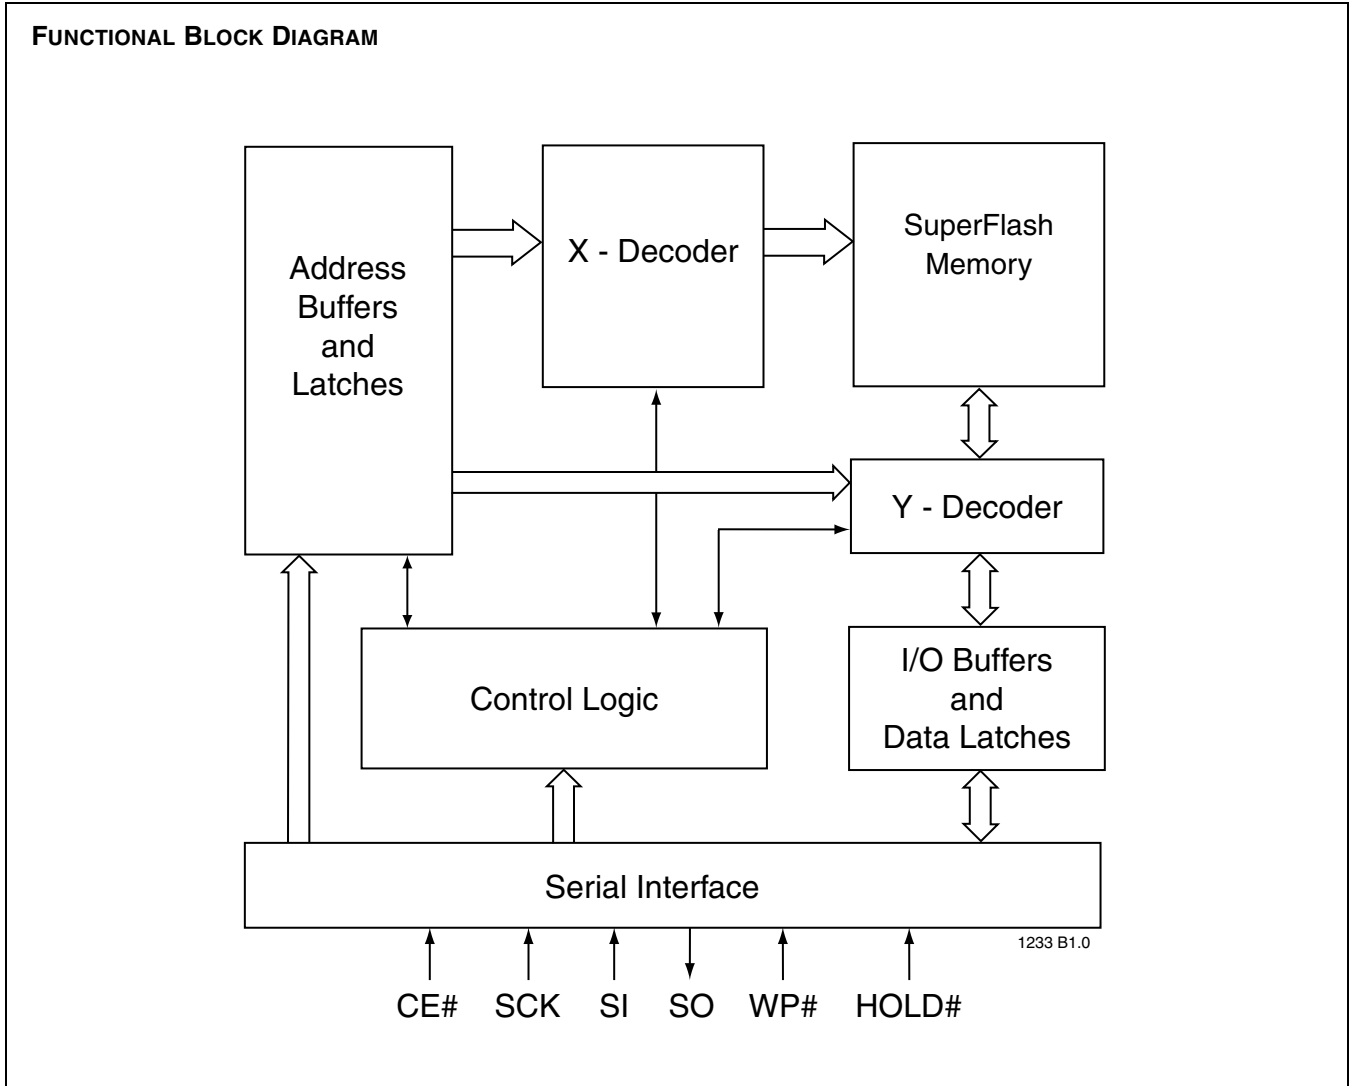 FUNCTIONAL BLOCK DIAGRAM
Address
Buffers
and
Latches
X - Decoder
SuperFlash
Memory
Y - Decoder
Control Logic
I/O Buffers
and
Data Latches
Serial Interface
1233 B1.0
CE# SCK SI SO WP# HOLD#